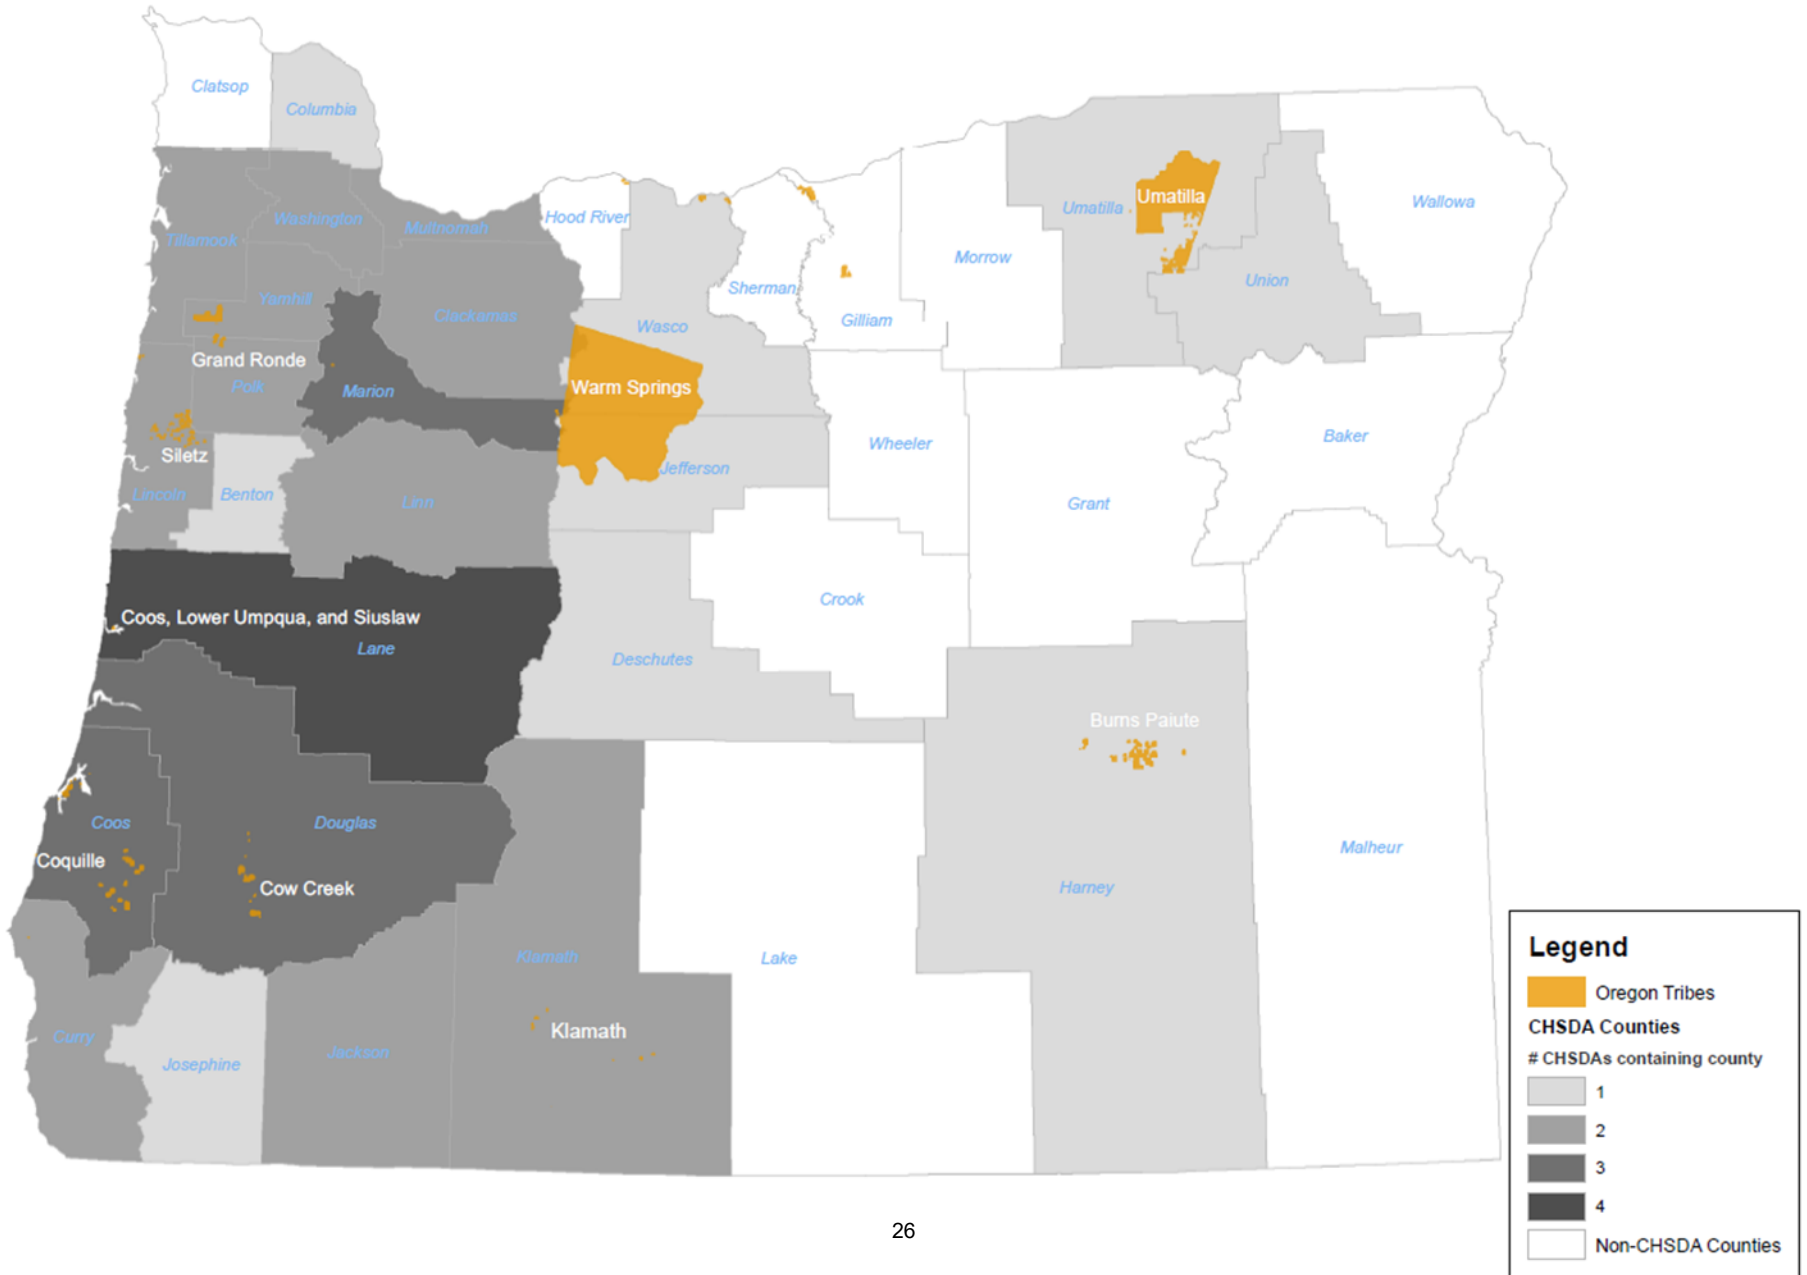 Clatsop
Columbia
Washington
Multnomah
Tillamook
Hood River
Umatilla
Umatilla
Wallowa
Morrow
Union
Sherman
Yamhill
Clackamas
Wasco
Gilliam
Grand Ronde
Polk
Marion
Warm Springs
Wheeler
Baker
Siletz
Jefferson
Lincoln
Benton
Linn
Grant
Crook
Coos, Lower Umpqua, and Siuslaw
Lane
Deschutes
Burns Paiute
Coos
Douglas
Malheur
Coquille
Cow Creek
Harney
Klamath
Lake
Klamath
Curry
Jackson
Josephine
Legend
Oregon Tribes
CHSDA Counties
# CHSDAs containing county
1
2
3
4
Non-CHSDA Counties
26